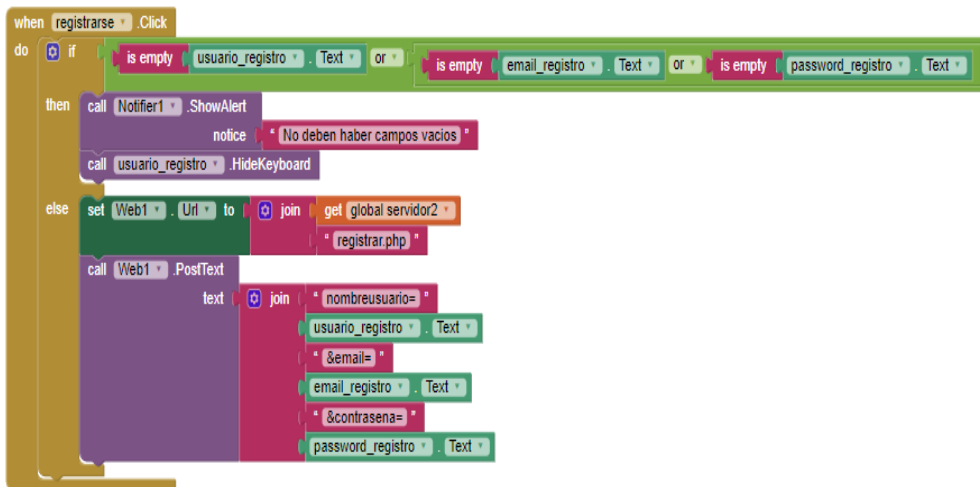 when registrarse .Click
do if is empty usuario_registro . Text or is empty email_registro . Text or is empty password_registro . Text
then call Notifier1 .ShowAlert
notice " No deben haber campos vacios "
call usuario_registro .HideKeyboard
else set Web1 . Url to join get global servidor2
" registrar.php "
call Web1 .PostText
text join " nombreusuario= "
usuario_registro . Text
" &email= "
email_registro . Text
" &contrasena= "
password_registro . Text